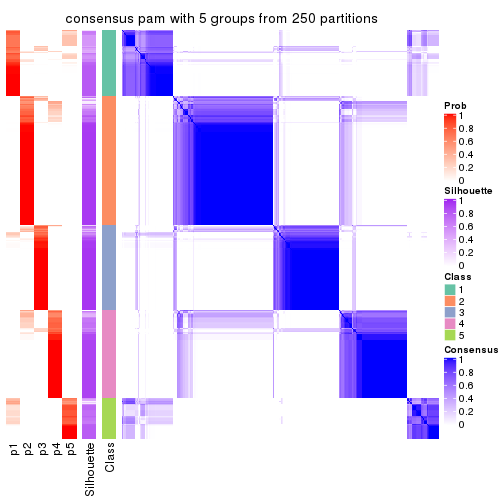 consensus pam with 5 groups from 250 partitions
Prob
1
0.8
0.6
0.4
0.2
0
Silhouette
1
0.8
0.6
0.4
0.2
0
Class
1
2
3
4
5
Consensus
1
0.8
0.6
0.4
0.2
0
p1
p2
p3
p4
p5
Silhouette
Class